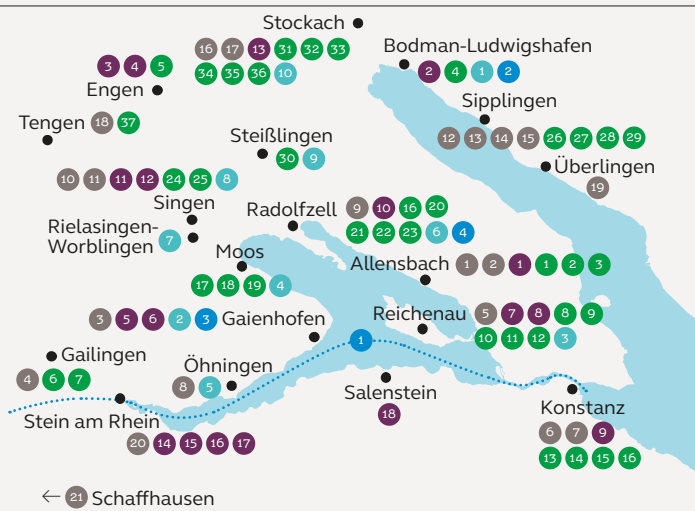 Stockach
16 17 13 31 32 33
34 35 36 10
Bodman-Ludwigshafen
2 4 1 2
3 4 5
Engen
Sipplingen
12 13 14 15 26 27 28 29
Tengen 18 37
Steißlingen
30 9
Überlingen
19
10 11 11 12 24 25 8
Singen
Radolfzell 9 10 16 20
21 22 23 6 4
Rielasingen-
Worblingen 7
Moos
17 18 19 4
Allensbach 1 2 1 1 2 3
3 5 6 2 3 Gaienhofen
Reichenau 5 7 8 8 9
10 11 12 3
1
Gailingen
4 6 7
Öhningen
8 5
Salenstein
18
Stein am Rhein
20 14 15 16 17
Konstanz
6 7 9
13 14 15 16
← 21 Schaffhausen